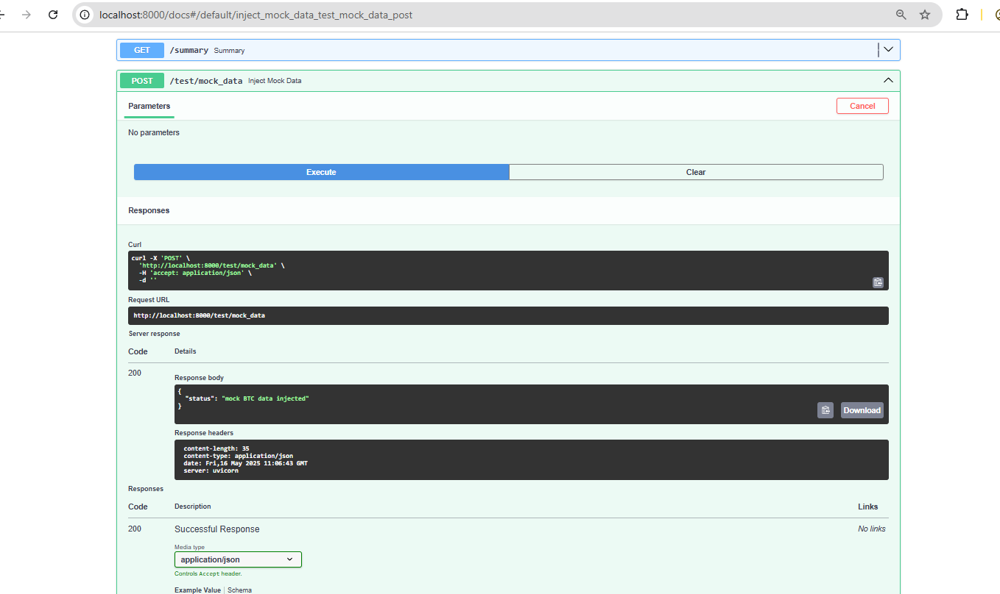 localhost:8000/docs#/default/inject_mock_data_test_mock_data_post
GET /summary Summary
POST /test/mock_data Inject Mock Data
Parameters
Cancel
No parameters
Execute
Clear
Responses
Curl
curl -X 'POST' \
'http://localhost:8000/test/mock_data' \
-H 'accept: application/json' \
-d ''
Request URL
http://localhost:8000/test/mock_data
Server response
Code Details
200
Response body
{
"status": "mock BTC data injected"
}
Download
Response headers
content-length: 35
content-type: application/json
date: Fri,16 May 2025 11:06:43 GMT
server: uvicorn
Responses
Code Description Links
200 Successful Response No links
Media type
application/json
Controls Accept header.
Example Value | Schema